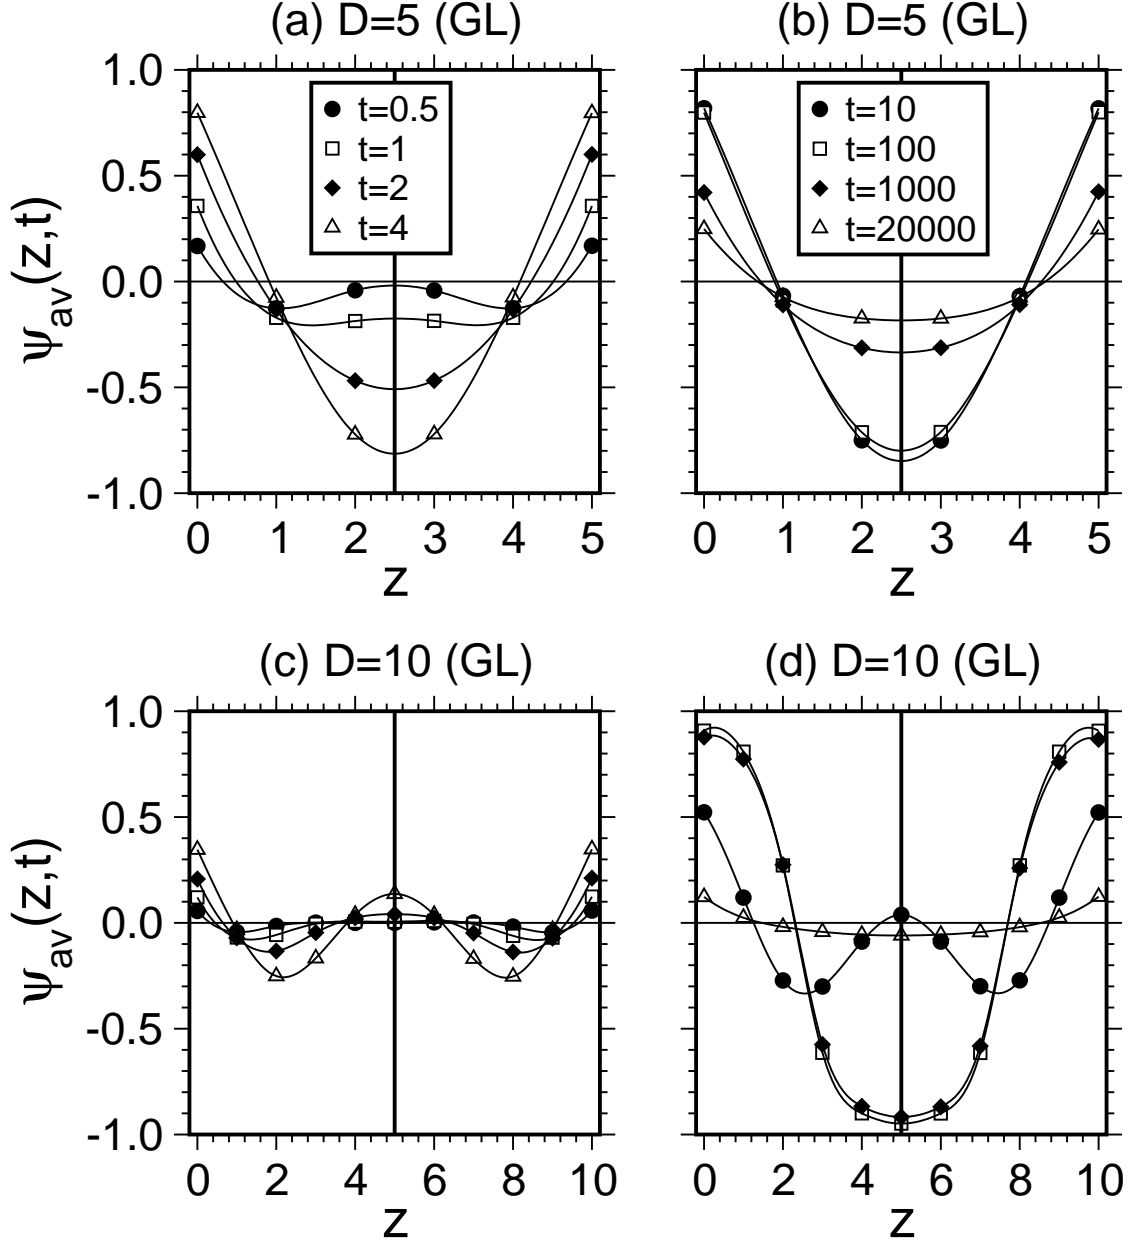 (a) D=5 (GL)
(b) D=5 (GL)
1.0
0.5
0.0
-0.5
-1.0
ψav(z,t)
t=0.5
t=1
t=2
t=4
t=10
t=100
t=1000
t=20000
0 1 2 3 4 5
0 1 2 3 4 5
z
z
(c) D=10 (GL)
(d) D=10 (GL)
1.0
0.5
0.0
-0.5
-1.0
ψav(z,t)
0 2 4 6 8 10
0 2 4 6 8 10
z
z